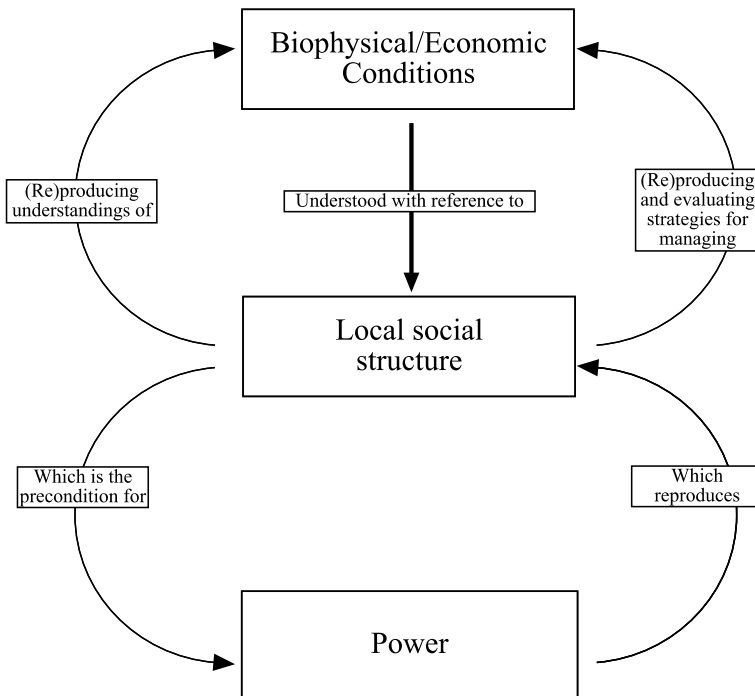 Biophysical/Economic
Conditions
(Re)producing
understandings of
Understood with reference to
(Re)producing
and evaluating
strategies for
managing
Local social
structure
Which is the
precondition for
Which
reproduces
Power